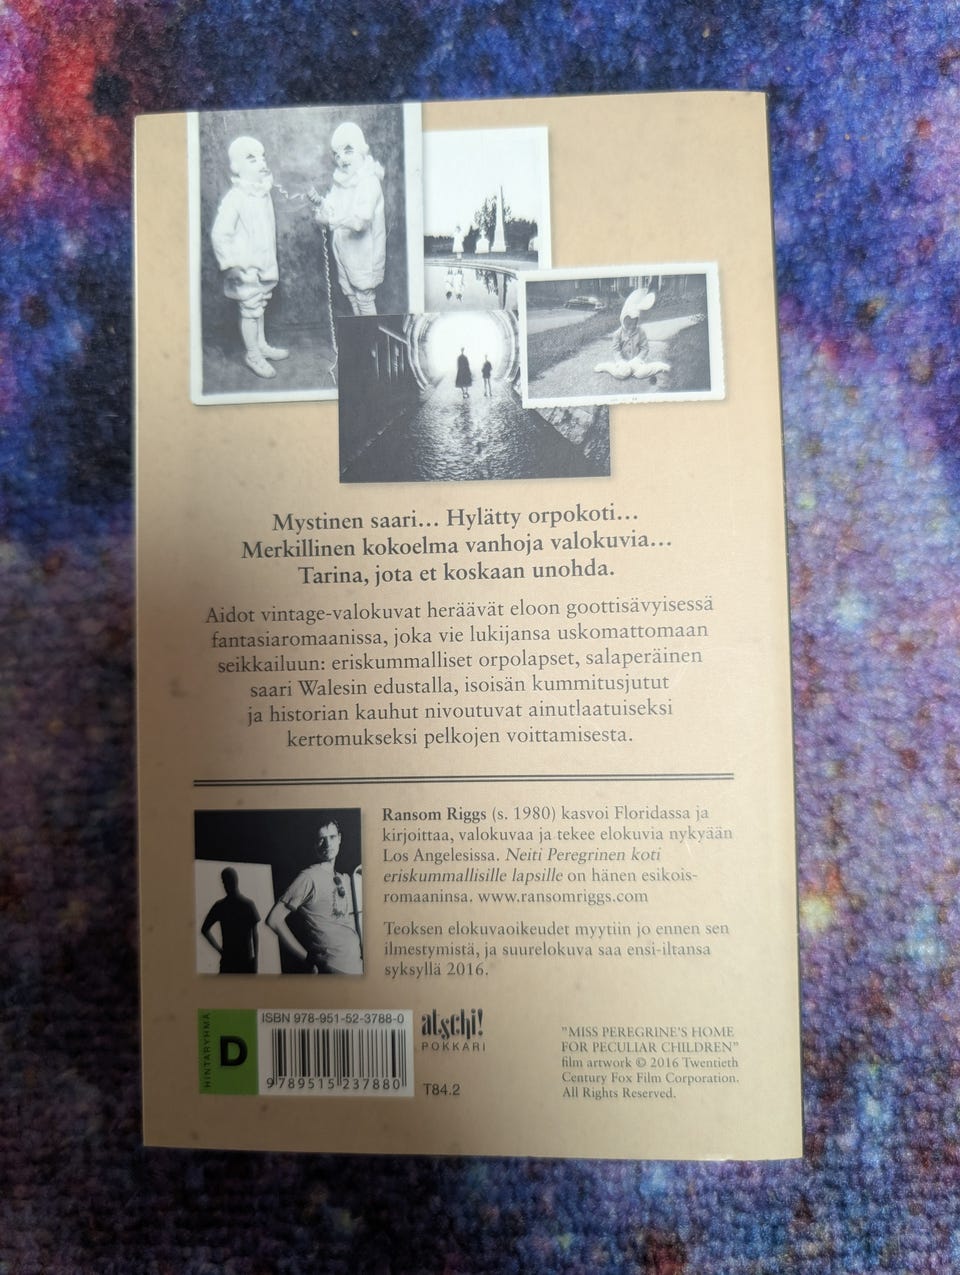 Mystinen saari… Hylätty orpokoti…
Merkillinen kokoelma vanhoja valokuvia…
Tarina, jota et koskaan unohda.
Aidot vintage-valokuvat heräävät eloon goottisävyisessä
fantasiaromaanissa, joka vie lukijansa uskomattomaan
seikkailuun: eriskummalliset orpolapset, salaperäinen
saari Walesin edustalla, isoisän kummitusjutut
ja historian kauhut nivoutuvat ainutlaatuiseksi
kertomukseksi pelkojen voittamisesta.
Ransom Riggs (s. 1980) kasvoi Floridassa ja
kirjoittaa, valokuvaa ja tekee elokuvia nykyään
Los Angelesissa. Neiti Peregrinen koti
eriskummallisille lapsille on hänen esikois-
romaaninsa. www.ransomriggs.com
Teoksen elokuvaoikeudet myytiin jo ennen sen
ilmestymistä, ja suurelokuva saa ensi-iltansa
syksyllä 2016.
HINTARYHMÄ
D
ISBN 978-951-52-3788-0
9789515237880
atschi!
POKKARI
T84.2
"MISS PEREGRINE'S HOME
FOR PECULIAR CHILDREN"
film artwork © 2016 Twentieth
Century Fox Film Corporation.
All Rights Reserved.